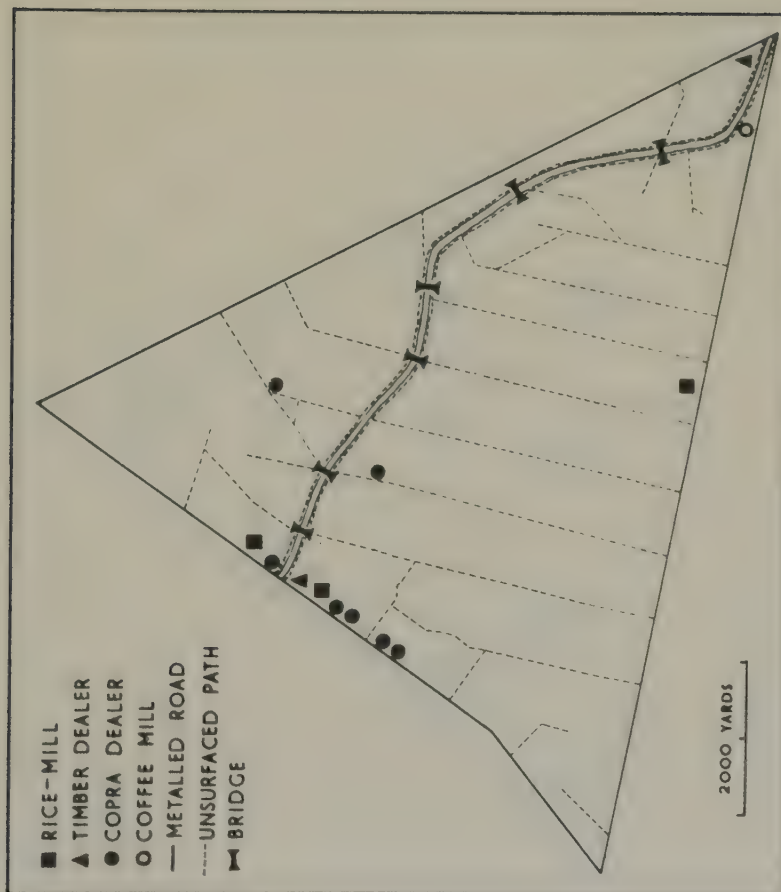 RICE-MILL
TIMBER DEALER
COPRA DEALER
COFFEE MILL
METALLED ROAD
UNSURFACED PATH
BRIDGE
2000 YARDS